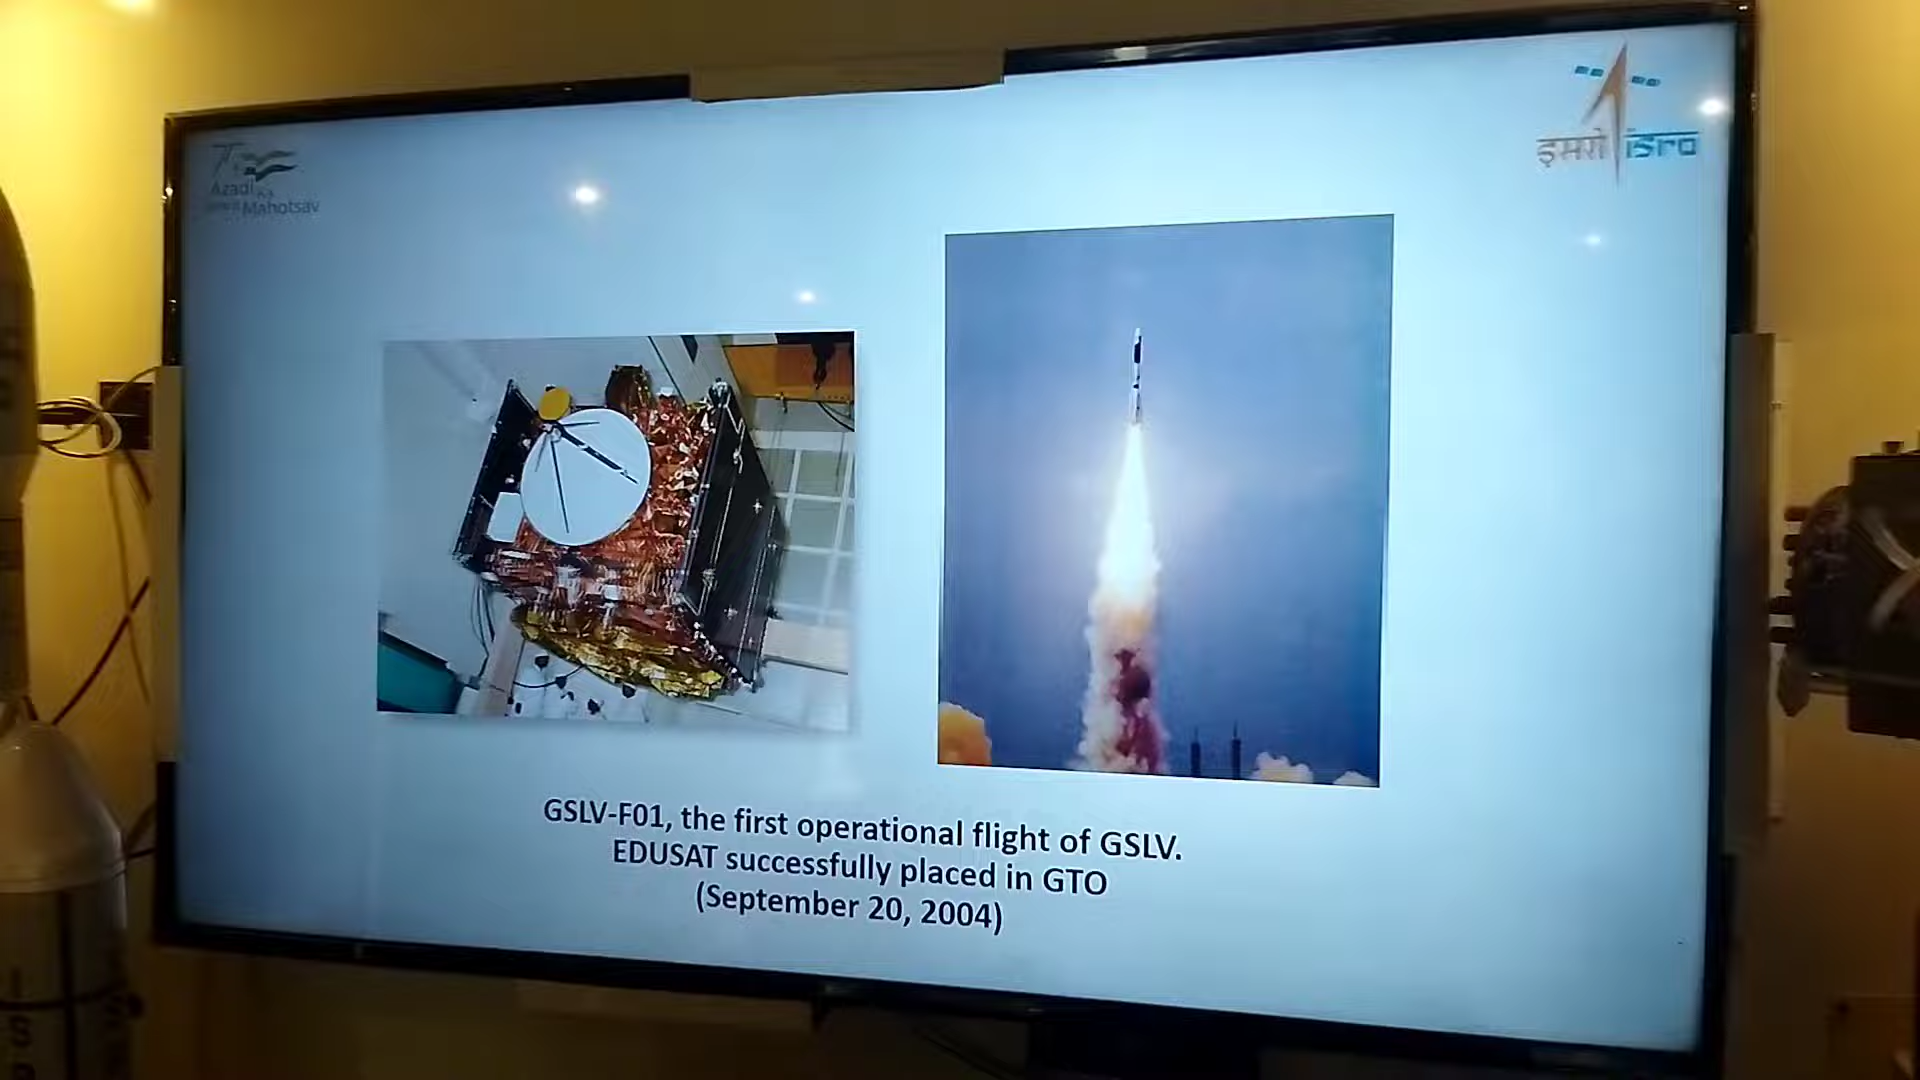 Azadi Ka
Mahotsav
इसरो isro
GSLV-F01, the first operational flight of GSLV.
EDUSAT successfully placed in GTO
(September 20, 2004)